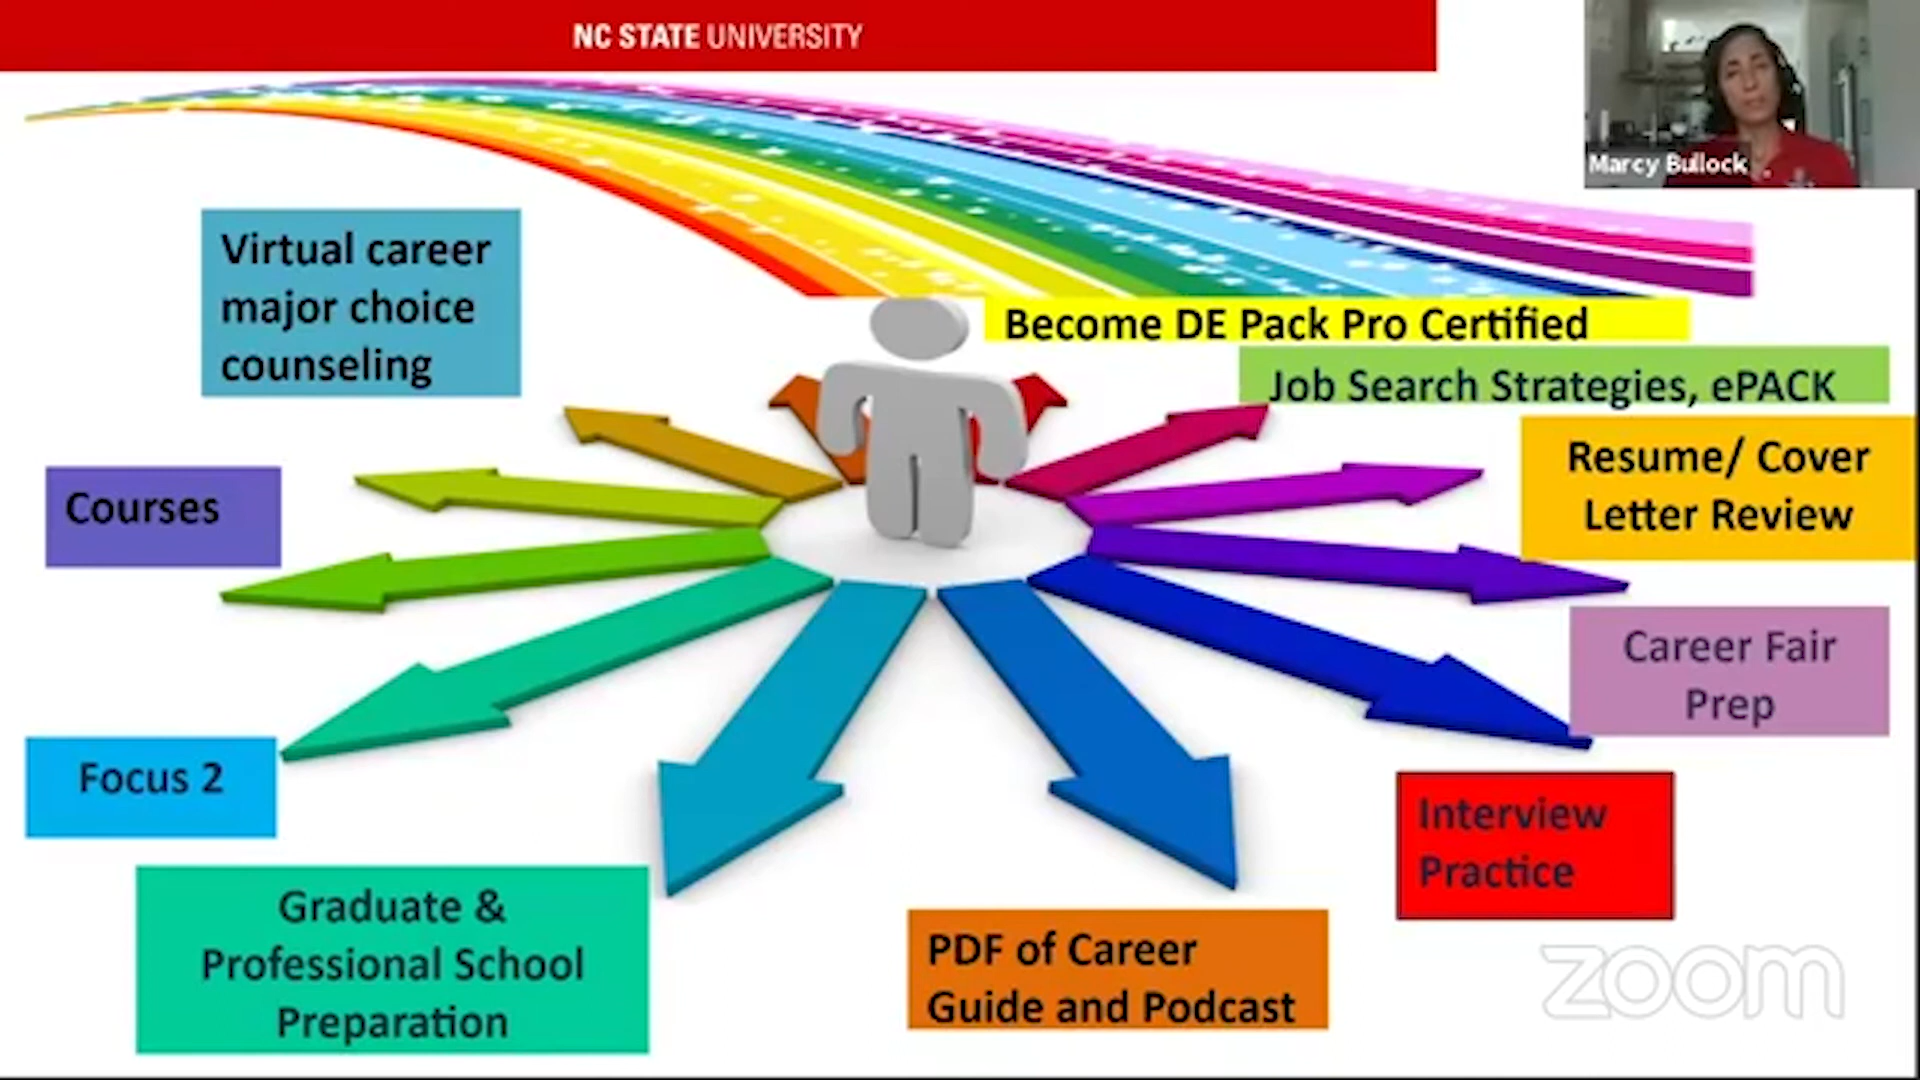 NC STATE UNIVERSITY
Marcy Bullock
Virtual career
major choice
counseling
Become DE Pack Pro Certified
Job Search Strategies, ePACK
Resume/ Cover
Letter Review
Courses
Career Fair
Prep
Focus 2
Interview
Practice
Graduate &
Professional School
Preparation
PDF of Career
Guide and Podcast
zoom